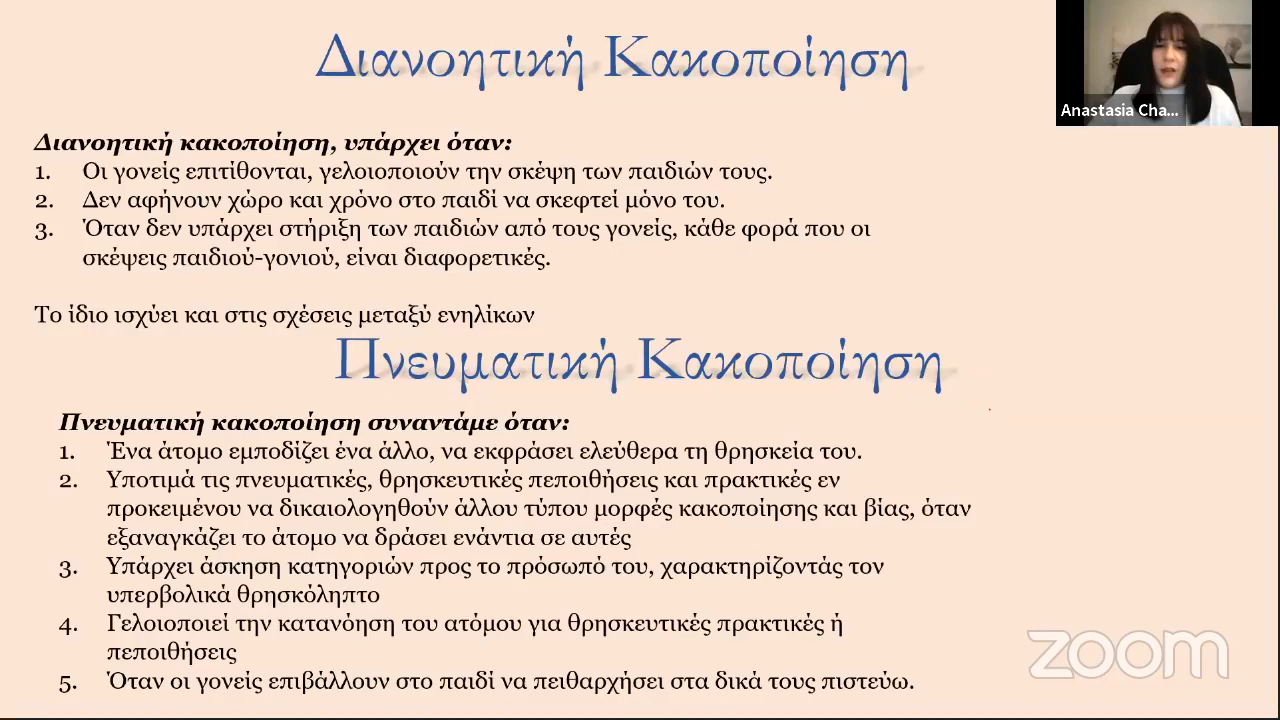 Διανοητική Κακοποίηση
Anastasia Cha...
Διανοητική κακοποίηση, υπάρχει όταν:
1. Οι γονείς επιτίθονται, γελοιοποιούν την σκέψη των παιδιών τους.
2. Δεν αφήνουν χώρο και χρόνο στο παιδί να σκεφτεί μόνο του.
3. Όταν δεν υπάρχει στήριξη των παιδιών από τους γονείς, κάθε φορά που οι
σκέψεις παιδιού-γονιού, είναι διαφορετικές.
Το ίδιο ισχύει και στις σχέσεις μεταξύ ενηλίκων
Πνευματική Κακοποίηση
Πνευματική κακοποίηση συναντάμε όταν:
1. Ένα άτομο εμποδίζει ένα άλλο, να εκφράσει ελεύθερα τη θρησκεία του.
2. Υποτιμά τις πνευματικές, θρησκευτικές πεποιθήσεις και πρακτικές εν
προκειμένου να δικαιολογηθούν άλλου τύπου μορφές κακοποίησης και βίας, όταν
εξαναγκάζει το άτομο να δράσει ενάντια σε αυτές
3. Υπάρχει άσκηση κατηγοριών προς το πρόσωπό του, χαρακτηρίζοντάς τον
υπερβολικά θρησκόληπτο
4. Γελοιοποιεί την κατανόηση του ατόμου για θρησκευτικές πρακτικές ή
πεποιθήσεις
5. Όταν οι γονείς επιβάλλουν στο παιδί να πειθαρχήσει στα δικά τους πιστεύω.
zoom